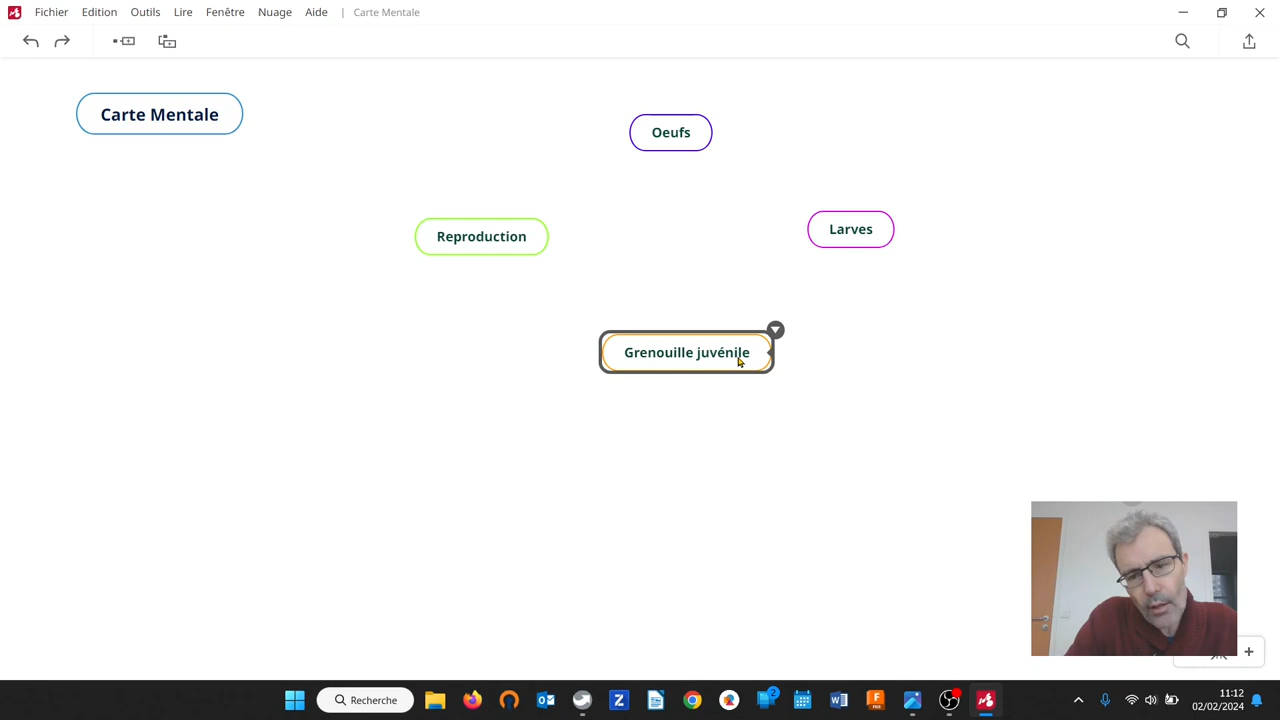 Fichier Edition Outils Lire Fenêtre Nuage Aide | Carte Mentale
Carte Mentale
Oeufs
Larves
Reproduction
Grenouille juvénile
Recherche
2
11:12
02/02/2024